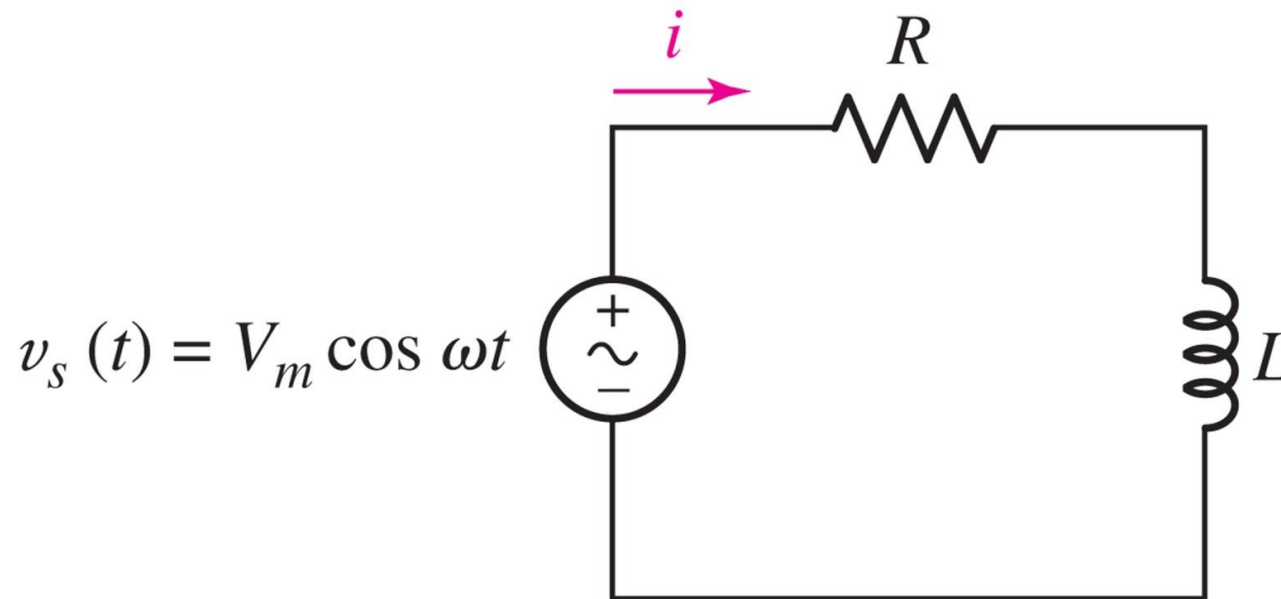 i
R
v_s (t) = V_m cos ωt
+
~
−
L